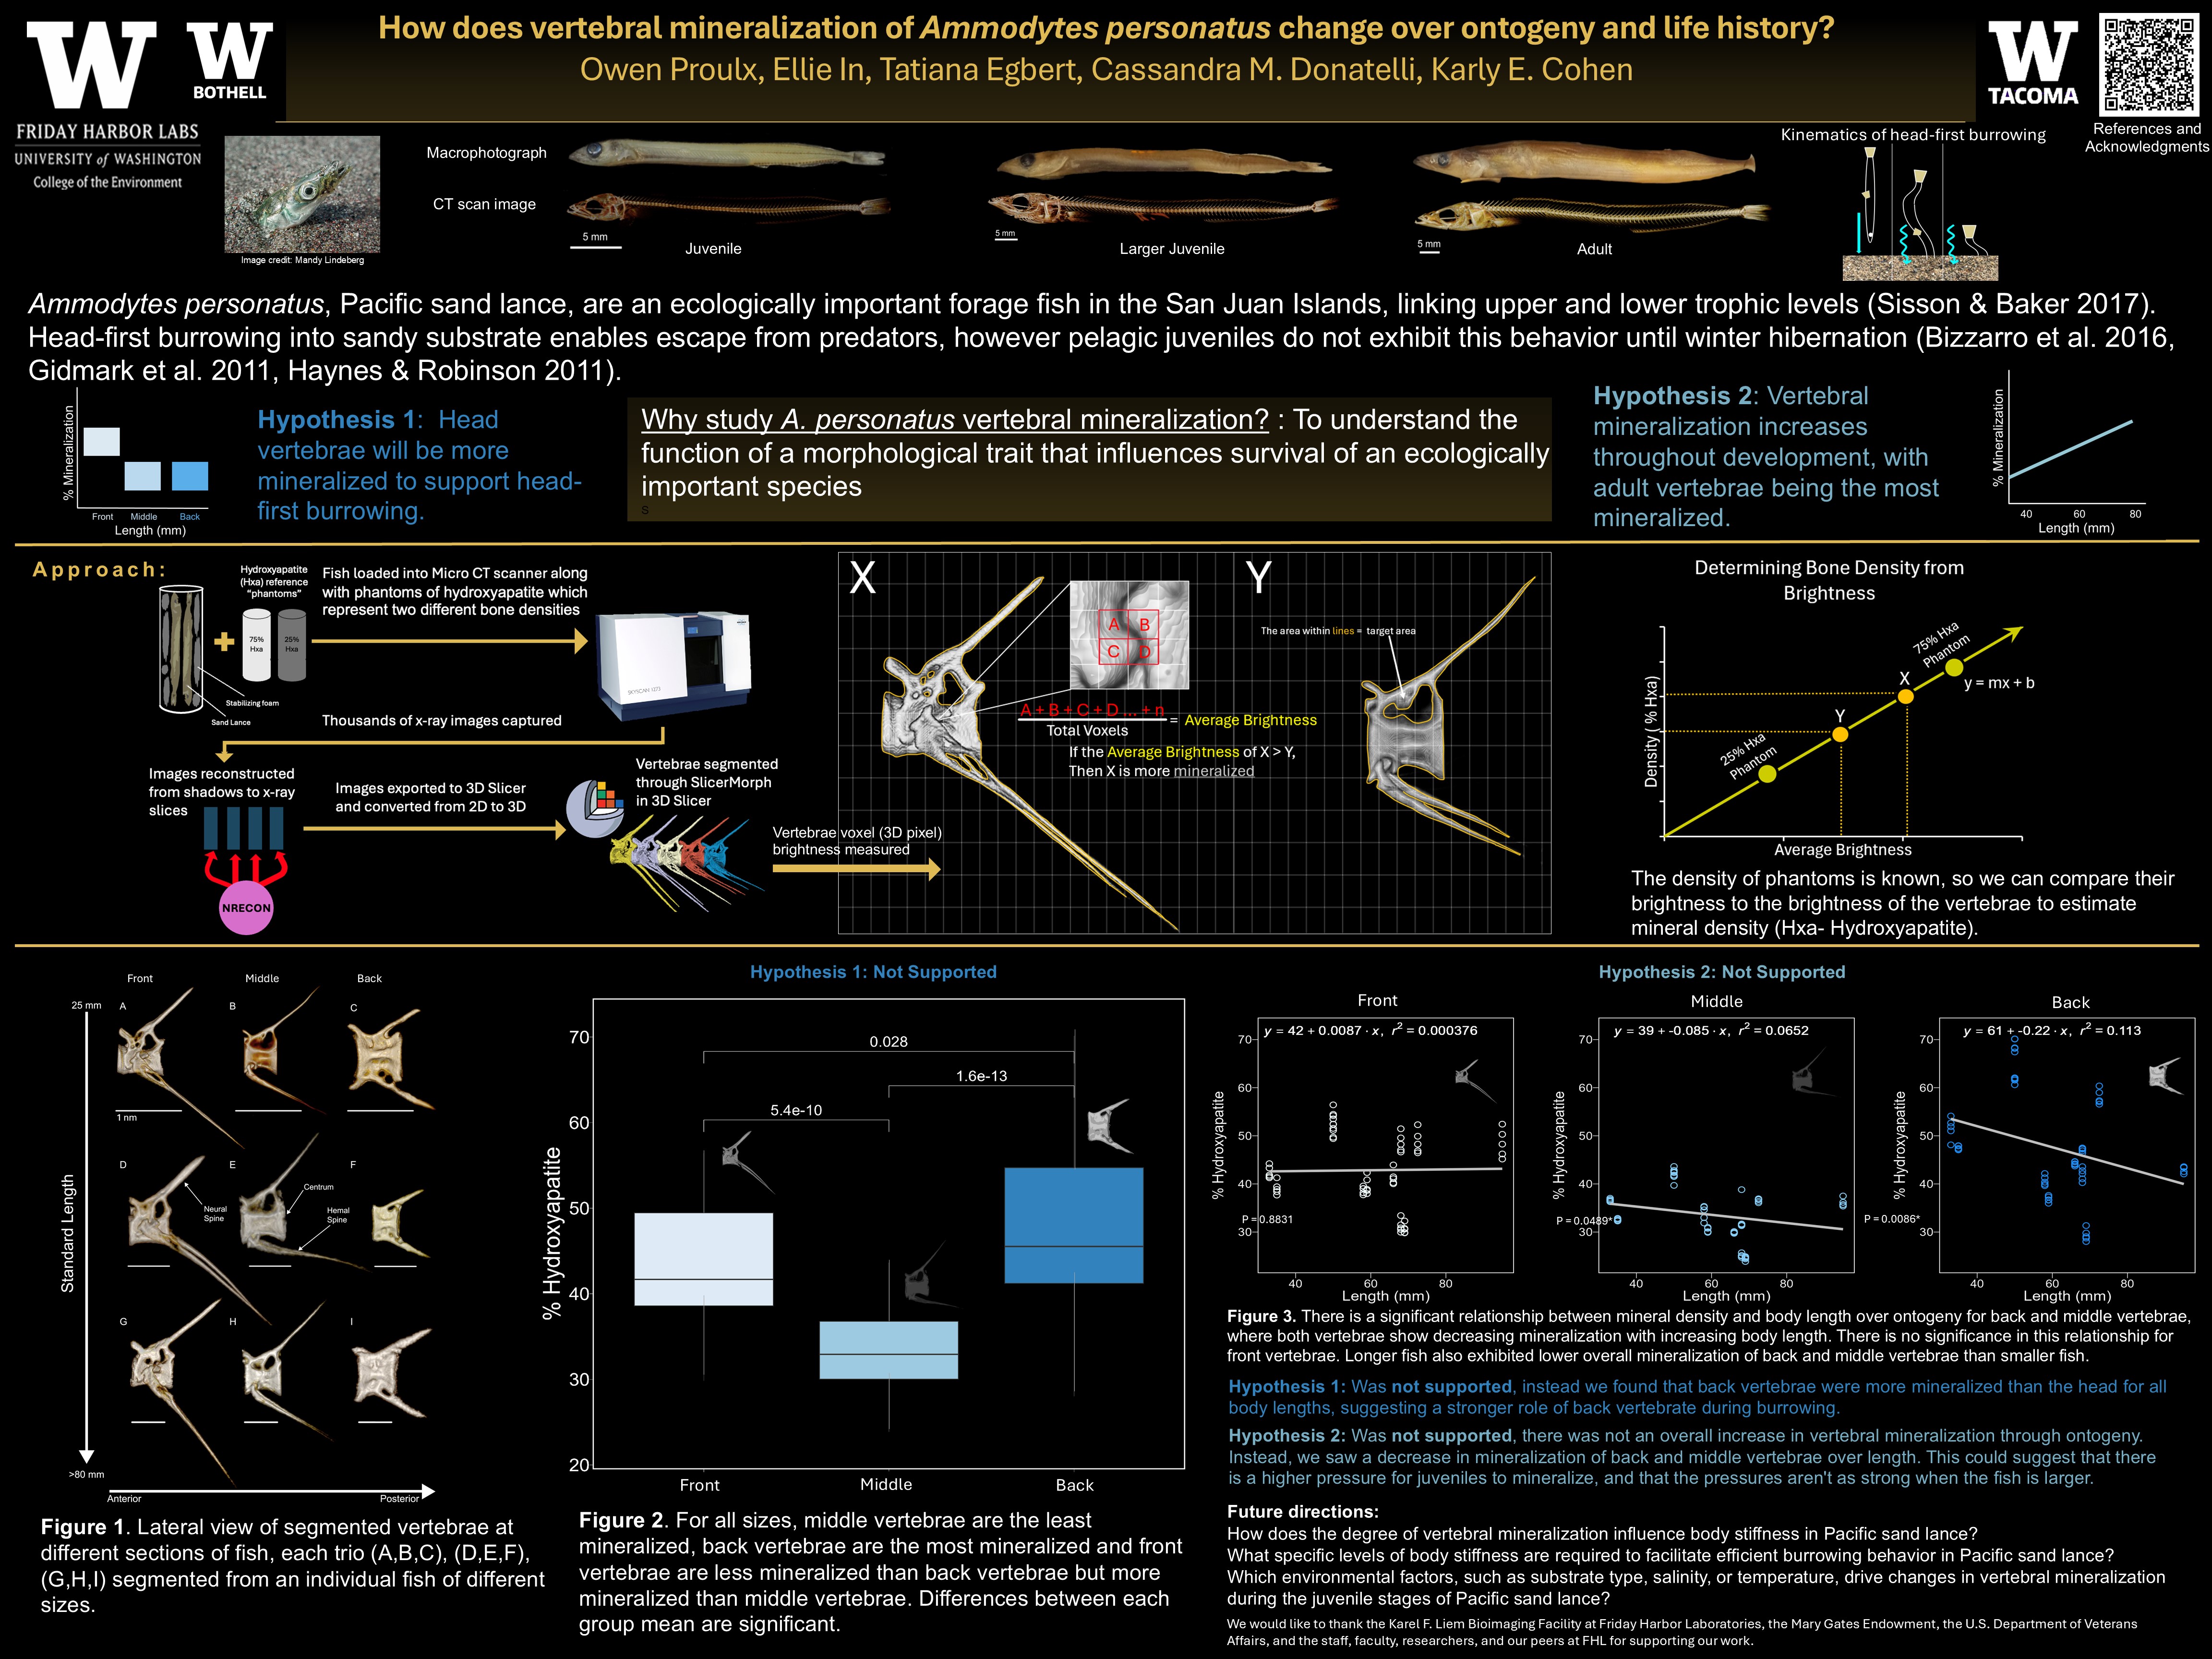 How does vertebral mineralization of Ammodytes personatus change over ontogeny and life history?
Owen Proulx, Ellie In, Tatiana Egbert, Cassandra M. Donatelli, Karly E. Cohen
W
W
BOTHELL
FRIDAY HARBOR LABS
UNIVERSITY of WASHINGTON
College of the Environment
W
TACOMA
References and
Acknowledgments
Image credit: Mandy Lindeberg
Macrophotograph
CT scan image
5 mm
Juvenile
5 mm
Larger Juvenile
5 mm
Adult
Kinematics of head-first burrowing
Ammodytes personatus, Pacific sand lance, are an ecologically important forage fish in the San Juan Islands, linking upper and lower trophic levels (Sisson & Baker 2017).
Head-first burrowing into sandy substrate enables escape from predators, however pelagic juveniles do not exhibit this behavior until winter hibernation (Bizzarro et al. 2016,
Gidmark et al. 2011, Haynes & Robinson 2011).
% Mineralization
Front Middle Back
Length (mm)
Hypothesis 1: Head
vertebrae will be more
mineralized to support head-
first burrowing.
Why study A. personatus vertebral mineralization? : To understand the
function of a morphological trait that influences survival of an ecologically
important species
s
Hypothesis 2: Vertebral
mineralization increases
throughout development, with
adult vertebrae being the most
mineralized.
% Mineralization
40 60 80
Length (mm)
Approach:
Hydroxyapatite
(Hxa) reference
"phantoms"
75%
Hxa
25%
Hxa
Stabilizing foam
Sand Lance
Fish loaded into Micro CT scanner along
with phantoms of hydroxyapatite which
represent two different bone densities
SKYSCAN 1273
Thousands of x-ray images captured
Images reconstructed
from shadows to x-ray
slices
NRECON
Images exported to 3D Slicer
and converted from 2D to 3D
Vertebrae segmented
through SlicerMorph
in 3D Slicer
Vertebrae voxel (3D pixel)
brightness measured
X
Y
A B
C D
A + B + C + D ... + n
Total Voxels
= Average Brightness
If the Average Brightness of X > Y,
Then X is more mineralized
The area within lines = target area
Determining Bone Density from
Brightness
Density ( % Hxa)
25% Hxa
Phantom
Y
X
75% Hxa
Phantom
y = mx + b
Average Brightness
The density of phantoms is known, so we can compare their
brightness to the brightness of the vertebrae to estimate
mineral density (Hxa- Hydroxyapatite).
Front Middle Back
25 mm
A B C
1 nm
D E F
Neural
Spine
Centrum
Hemal
Spine
G H I
Standard Length
>80 mm
Anterior Posterior
Figure 1. Lateral view of segmented vertebrae at
different sections of fish, each trio (A,B,C), (D,E,F),
(G,H,I) segmented from an individual fish of different
sizes.
Hypothesis 1: Not Supported
% Hydroxyapatite
70
60
50
40
30
20
0.028
1.6e-13
5.4e-10
Front Middle Back
Figure 2. For all sizes, middle vertebrae are the least
mineralized, back vertebrae are the most mineralized and front
vertebrae are less mineralized than back vertebrae but more
mineralized than middle vertebrae. Differences between each
group mean are significant.
Hypothesis 2: Not Supported
Front
y = 42 + 0.0087 · x, r² = 0.000376
% Hydroxyapatite
70
60
50
40
30
P = 0.8831
40 60 80
Length (mm)
Middle
y = 39 + -0.085 · x, r² = 0.0652
% Hydroxyapatite
70
60
50
40
30
P = 0.0489*
40 60 80
Length (mm)
Back
y = 61 + -0.22 · x, r² = 0.113
% Hydroxyapatite
70
60
50
40
30
P = 0.0086*
40 60 80
Length (mm)
Figure 3. There is a significant relationship between mineral density and body length over ontogeny for back and middle vertebrae,
where both vertebrae show decreasing mineralization with increasing body length. There is no significance in this relationship for
front vertebrae. Longer fish also exhibited lower overall mineralization of back and middle vertebrae than smaller fish.
Hypothesis 1: Was not supported, instead we found that back vertebrae were more mineralized than the head for all
body lengths, suggesting a stronger role of back vertebrate during burrowing.
Hypothesis 2: Was not supported, there was not an overall increase in vertebral mineralization through ontogeny.
Instead, we saw a decrease in mineralization of back and middle vertebrae over length. This could suggest that there
is a higher pressure for juveniles to mineralize, and that the pressures aren't as strong when the fish is larger.
Future directions:
How does the degree of vertebral mineralization influence body stiffness in Pacific sand lance?
What specific levels of body stiffness are required to facilitate efficient burrowing behavior in Pacific sand lance?
Which environmental factors, such as substrate type, salinity, or temperature, drive changes in vertebral mineralization
during the juvenile stages of Pacific sand lance?
We would like to thank the Karel F. Liem Bioimaging Facility at Friday Harbor Laboratories, the Mary Gates Endowment, the U.S. Department of Veterans
Affairs, and the staff, faculty, researchers, and our peers at FHL for supporting our work.